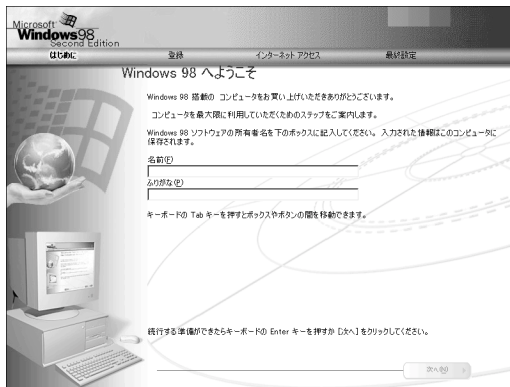 Microsoft
Windows98
Second Edition
はじめに 登録 インターネット アクセス 最終設定
Windows 98 へようこそ
Windows 98 搭載の コンピュータをお買い上げいただきありがとうございます。
コンピュータを最大限に利用していただくためのステップをご案内します。
Windows 98 ソフトウェアの所有者名を下のボックスに記入してください。 入力された情報はこのコンピュータに
保存されます。
名前(F)
ふりがな(P)
キーボードの Tab キーを押すとボックスやボタンの間を移動できます。
続行する準備ができたらキーボードの Enter キーを押すか [次へ] をクリックしてください。
次へ(N)